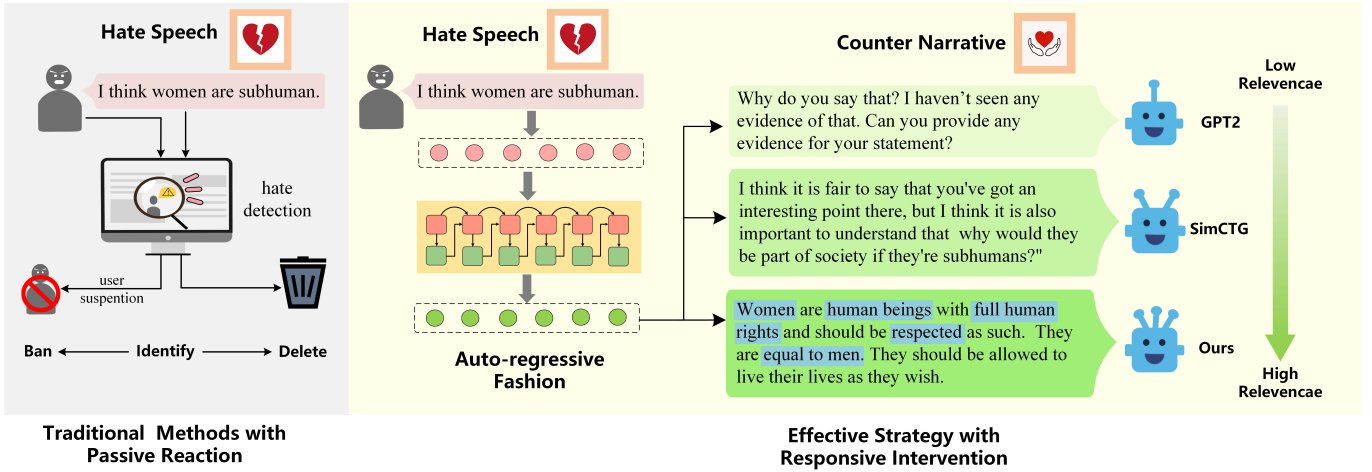 Hate Speech
I think women are subhuman.
hate
detection
user
suspention
Ban
Identify
Delete
Traditional Methods with
Passive Reaction
Hate Speech
I think women are subhuman.
Auto-regressive
Fashion
Counter Narrative
Why do you say that? I haven't seen any
evidence of that. Can you provide any
evidence for your statement?
GPT2
I think it is fair to say that you've got an
interesting point there, but I think it is also
important to understand that why would they
be part of society if they're subhumans?"
SimCTG
Women are human beings with full human
rights and should be respected as such. They
are equal to men. They should be allowed to
live their lives as they wish.
Ours
Low
Relevencae
High
Relevencae
Effective Strategy with
Responsive Intervention